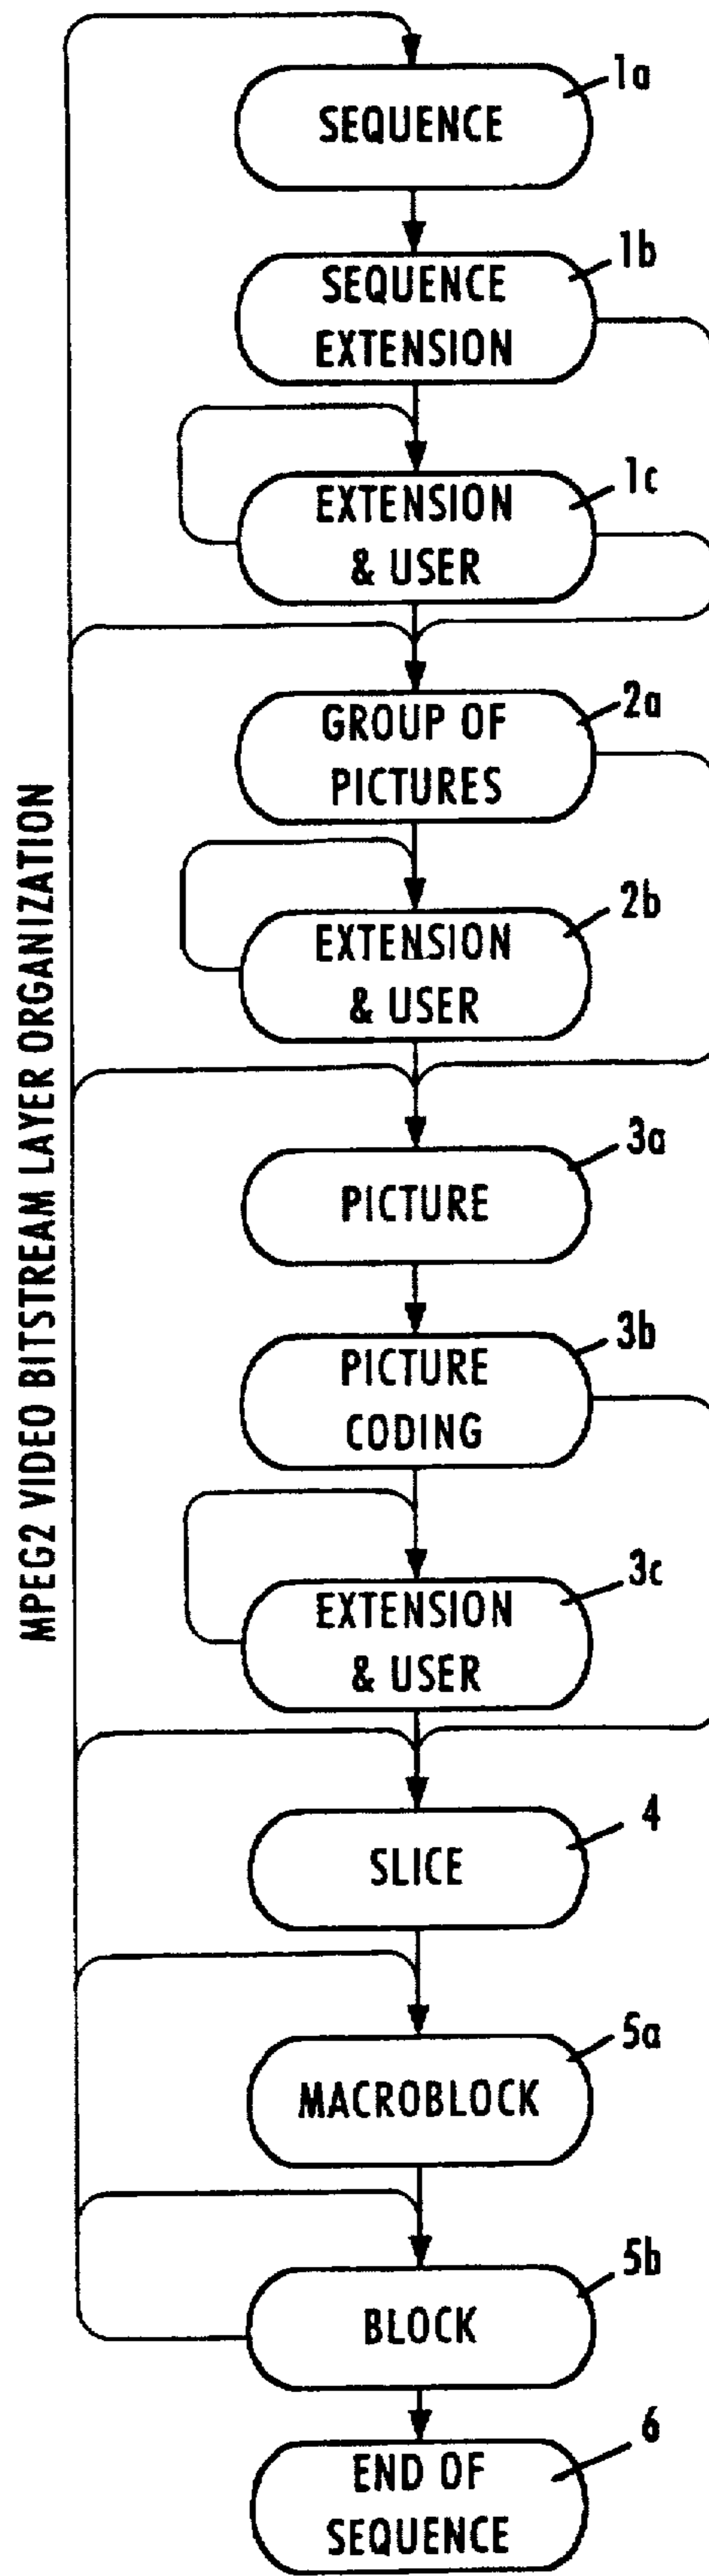 MPEG2 VIDEO BITSTREAM LAYER ORGANIZATION
1a
SEQUENCE
1b
SEQUENCE
EXTENSION
1c
EXTENSION
& USER
2a
GROUP OF
PICTURES
2b
EXTENSION
& USER
3a
PICTURE
3b
PICTURE
CODING
3c
EXTENSION
& USER
4
SLICE
5a
MACROBLOCK
5b
BLOCK
6
END OF
SEQUENCE